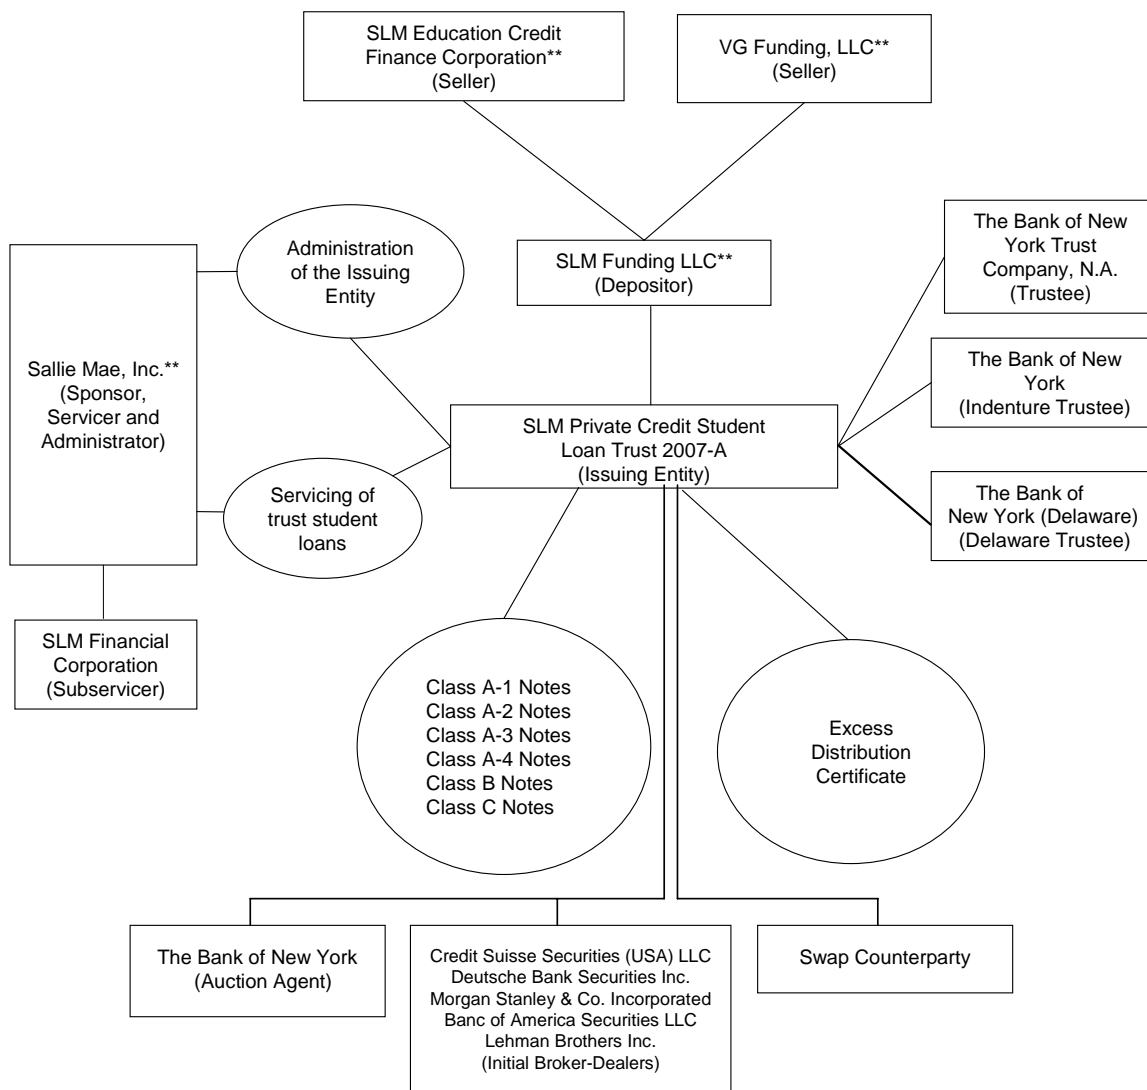 SLM Education Credit
Finance Corporation**
(Seller)
VG Funding, LLC**
(Seller)
Administration
of the Issuing
Entity
SLM Funding LLC**
(Depositor)
The Bank of New
York Trust
Company, N.A.
(Trustee)
Sallie Mae, Inc.**
(Sponsor,
Servicer and
Administrator)
The Bank of New
York
(Indenture Trustee)
SLM Private Credit Student
Loan Trust 2007-A
(Issuing Entity)
Servicing of
trust student
loans
The Bank of
New York (Delaware)
(Delaware Trustee)
SLM Financial
Corporation
(Subservicer)
Class A-1 Notes
Class A-2 Notes
Class A-3 Notes
Class A-4 Notes
Class B Notes
Class C Notes
Excess
Distribution
Certificate
The Bank of New York
(Auction Agent)
Credit Suisse Securities (USA) LLC
Deutsche Bank Securities Inc.
Morgan Stanley & Co. Incorporated
Banc of America Securities LLC
Lehman Brothers Inc.
(Initial Broker-Dealers)
Swap Counterparty